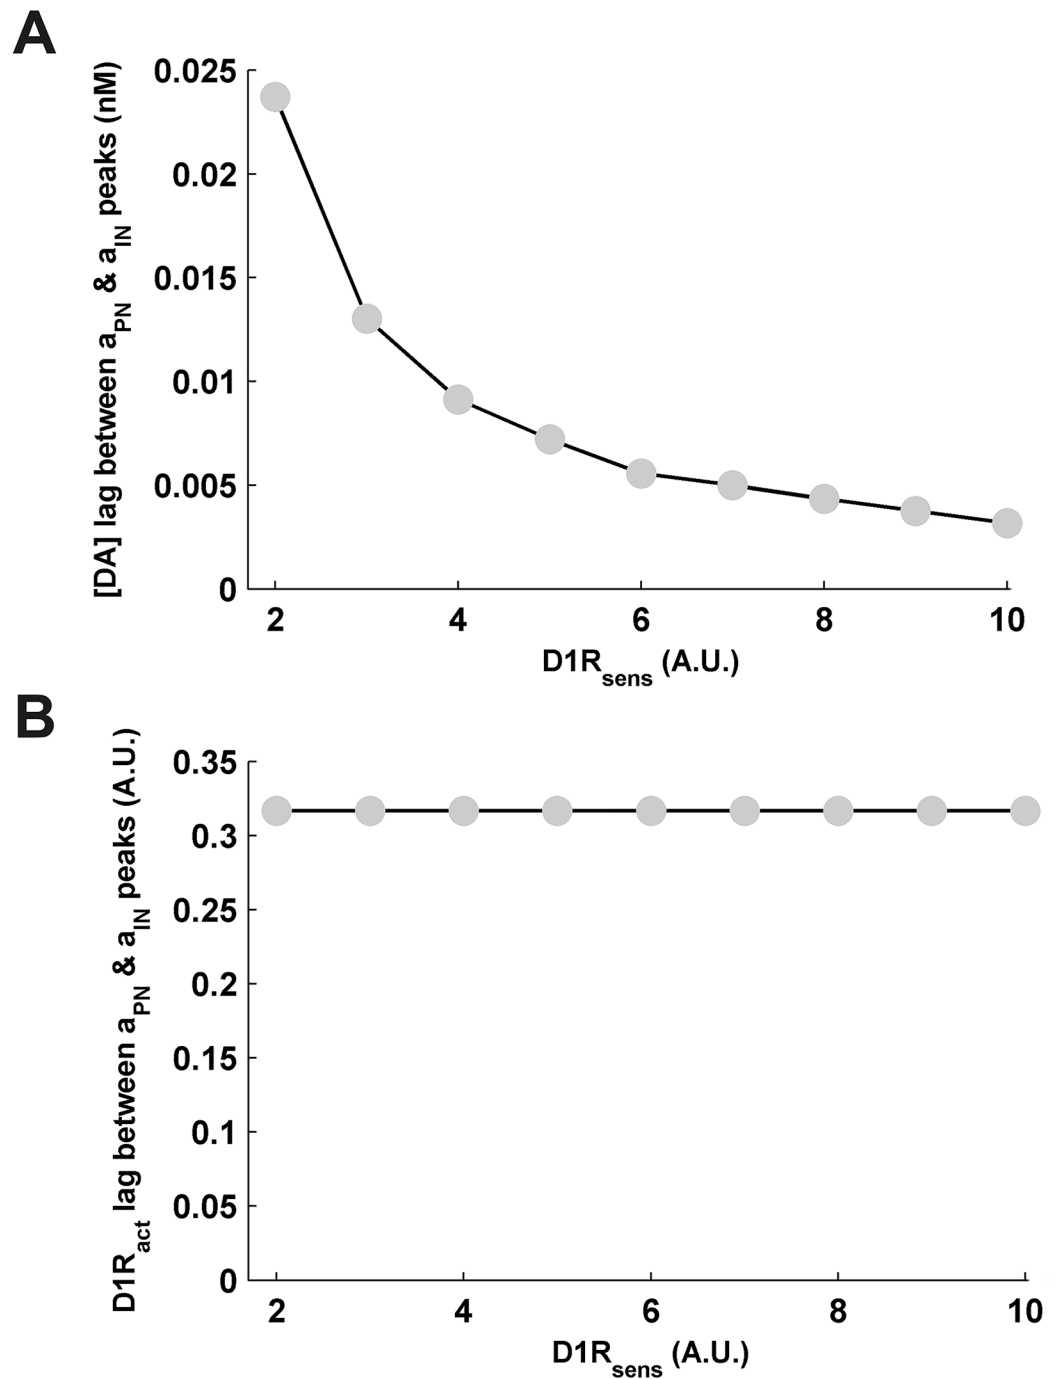 A
[DA] lag between aPN & aIN peaks (nM)
0.025
0.02
0.015
0.01
0.005
0
2 4 6 8 10
D1Rsens (A.U.)
B
D1Ract lag between aPN & aIN peaks (A.U.)
0.35
0.3
0.25
0.2
0.15
0.1
0.05
0
2 4 6 8 10
D1Rsens (A.U.)